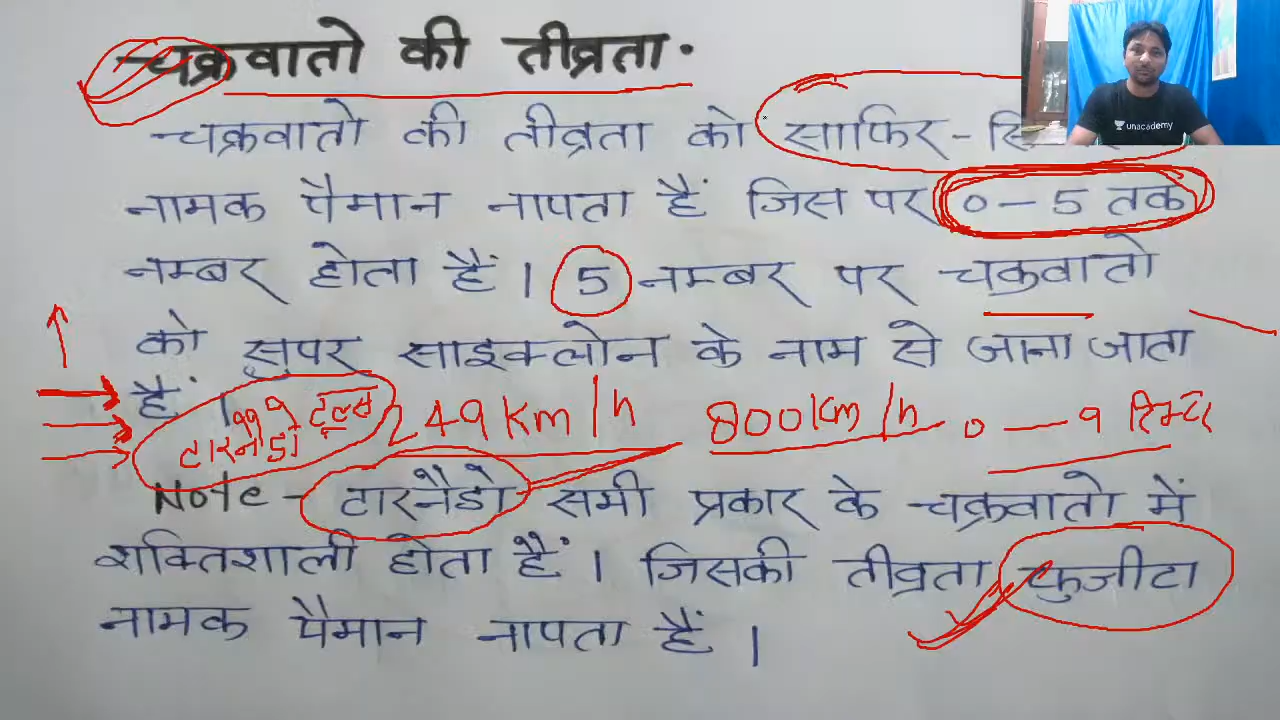 चक्रवातो की तीव्रता.
चक्रवातो की तीव्रता को साफिर-सि
unacademy
नामक पैमान नापता हैं जिस पर 0-5 तक
नम्बर होता हैं। 5 नम्बर पर चक्रवातो
को सुपर साइक्लोन के नाम से जाना जाता
हैं। 1999
टारनेडो 249 Km/h 800 Km/h 0 — 9
Note - टारनैडो सभी प्रकार के चक्रवातो में
शक्तिशाली होता हैं। जिसकी तीव्रता फुजीटा
नामक पैमान नापता हैं।